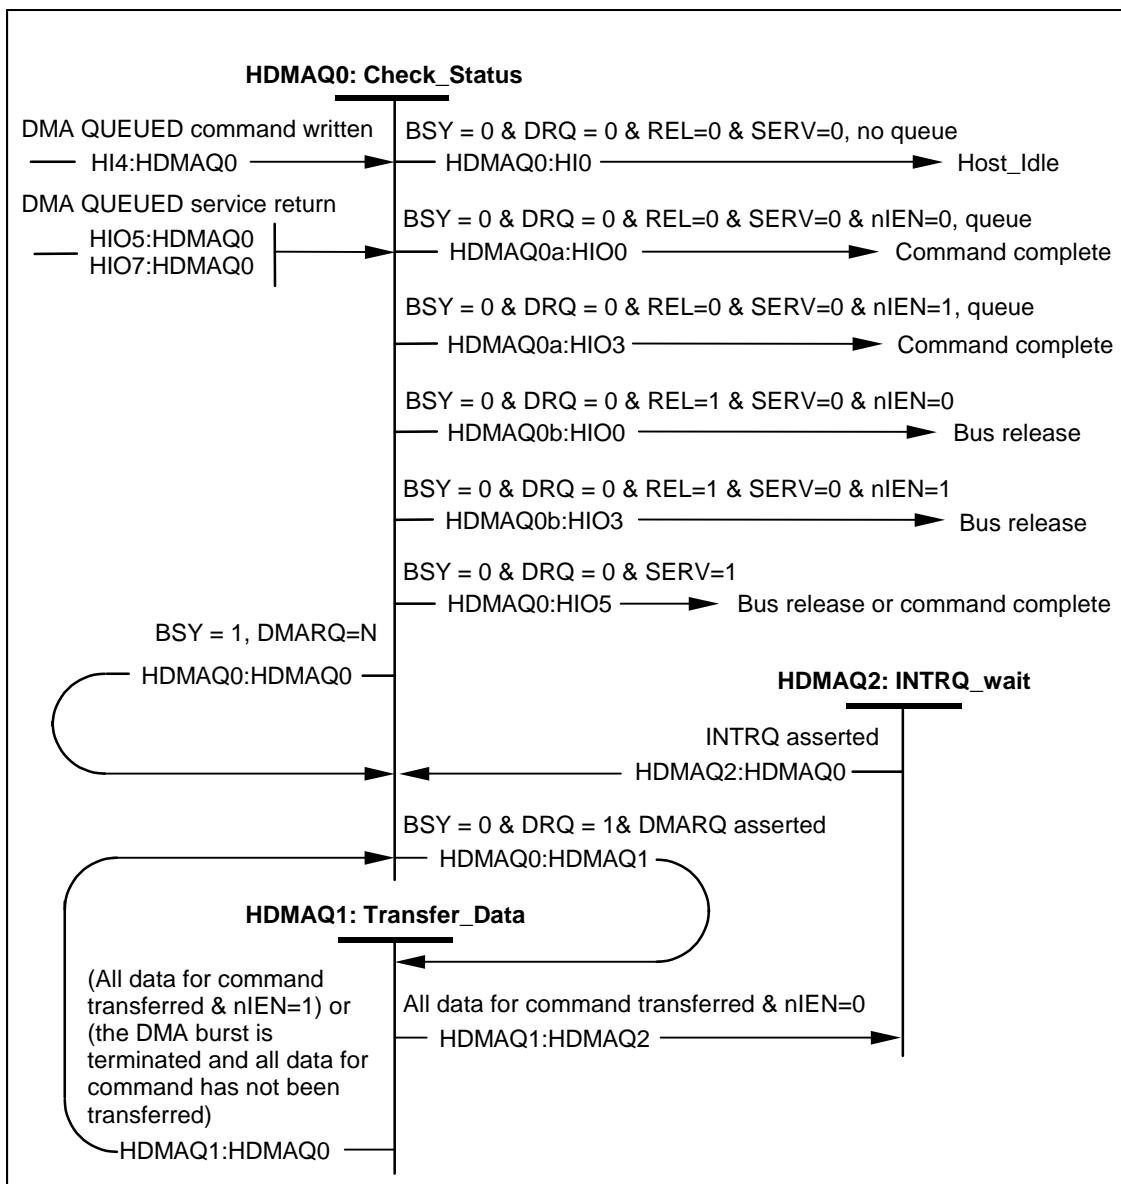 HDMAQ0: Check_Status
DMA QUEUED command written
HI4:HDMAQ0
BSY = 0 & DRQ = 0 & REL=0 & SERV=0, no queue
HDMAQ0:HI0
Host_Idle
DMA QUEUED service return
HIO5:HDMAQ0
HIO7:HDMAQ0
BSY = 0 & DRQ = 0 & REL=0 & SERV=0 & nIEN=0, queue
HDMAQ0a:HIO0
Command complete
BSY = 0 & DRQ = 0 & REL=0 & SERV=0 & nIEN=1, queue
HDMAQ0a:HIO3
Command complete
BSY = 0 & DRQ = 0 & REL=1 & SERV=0 & nIEN=0
HDMAQ0b:HIO0
Bus release
BSY = 0 & DRQ = 0 & REL=1 & SERV=0 & nIEN=1
HDMAQ0b:HIO3
Bus release
BSY = 0 & DRQ = 0 & SERV=1
HDMAQ0:HIO5
Bus release or command complete
BSY = 1, DMARQ=N
HDMAQ0:HDMAQ0
HDMAQ2: INTRQ_wait
INTRQ asserted
HDMAQ2:HDMAQ0
BSY = 0 & DRQ = 1& DMARQ asserted
HDMAQ0:HDMAQ1
HDMAQ1: Transfer_Data
(All data for command
transferred & nIEN=1) or
(the DMA burst is
terminated and all data for
command has not been
transferred)
HDMAQ1:HDMAQ0
All data for command transferred & nIEN=0
HDMAQ1:HDMAQ2